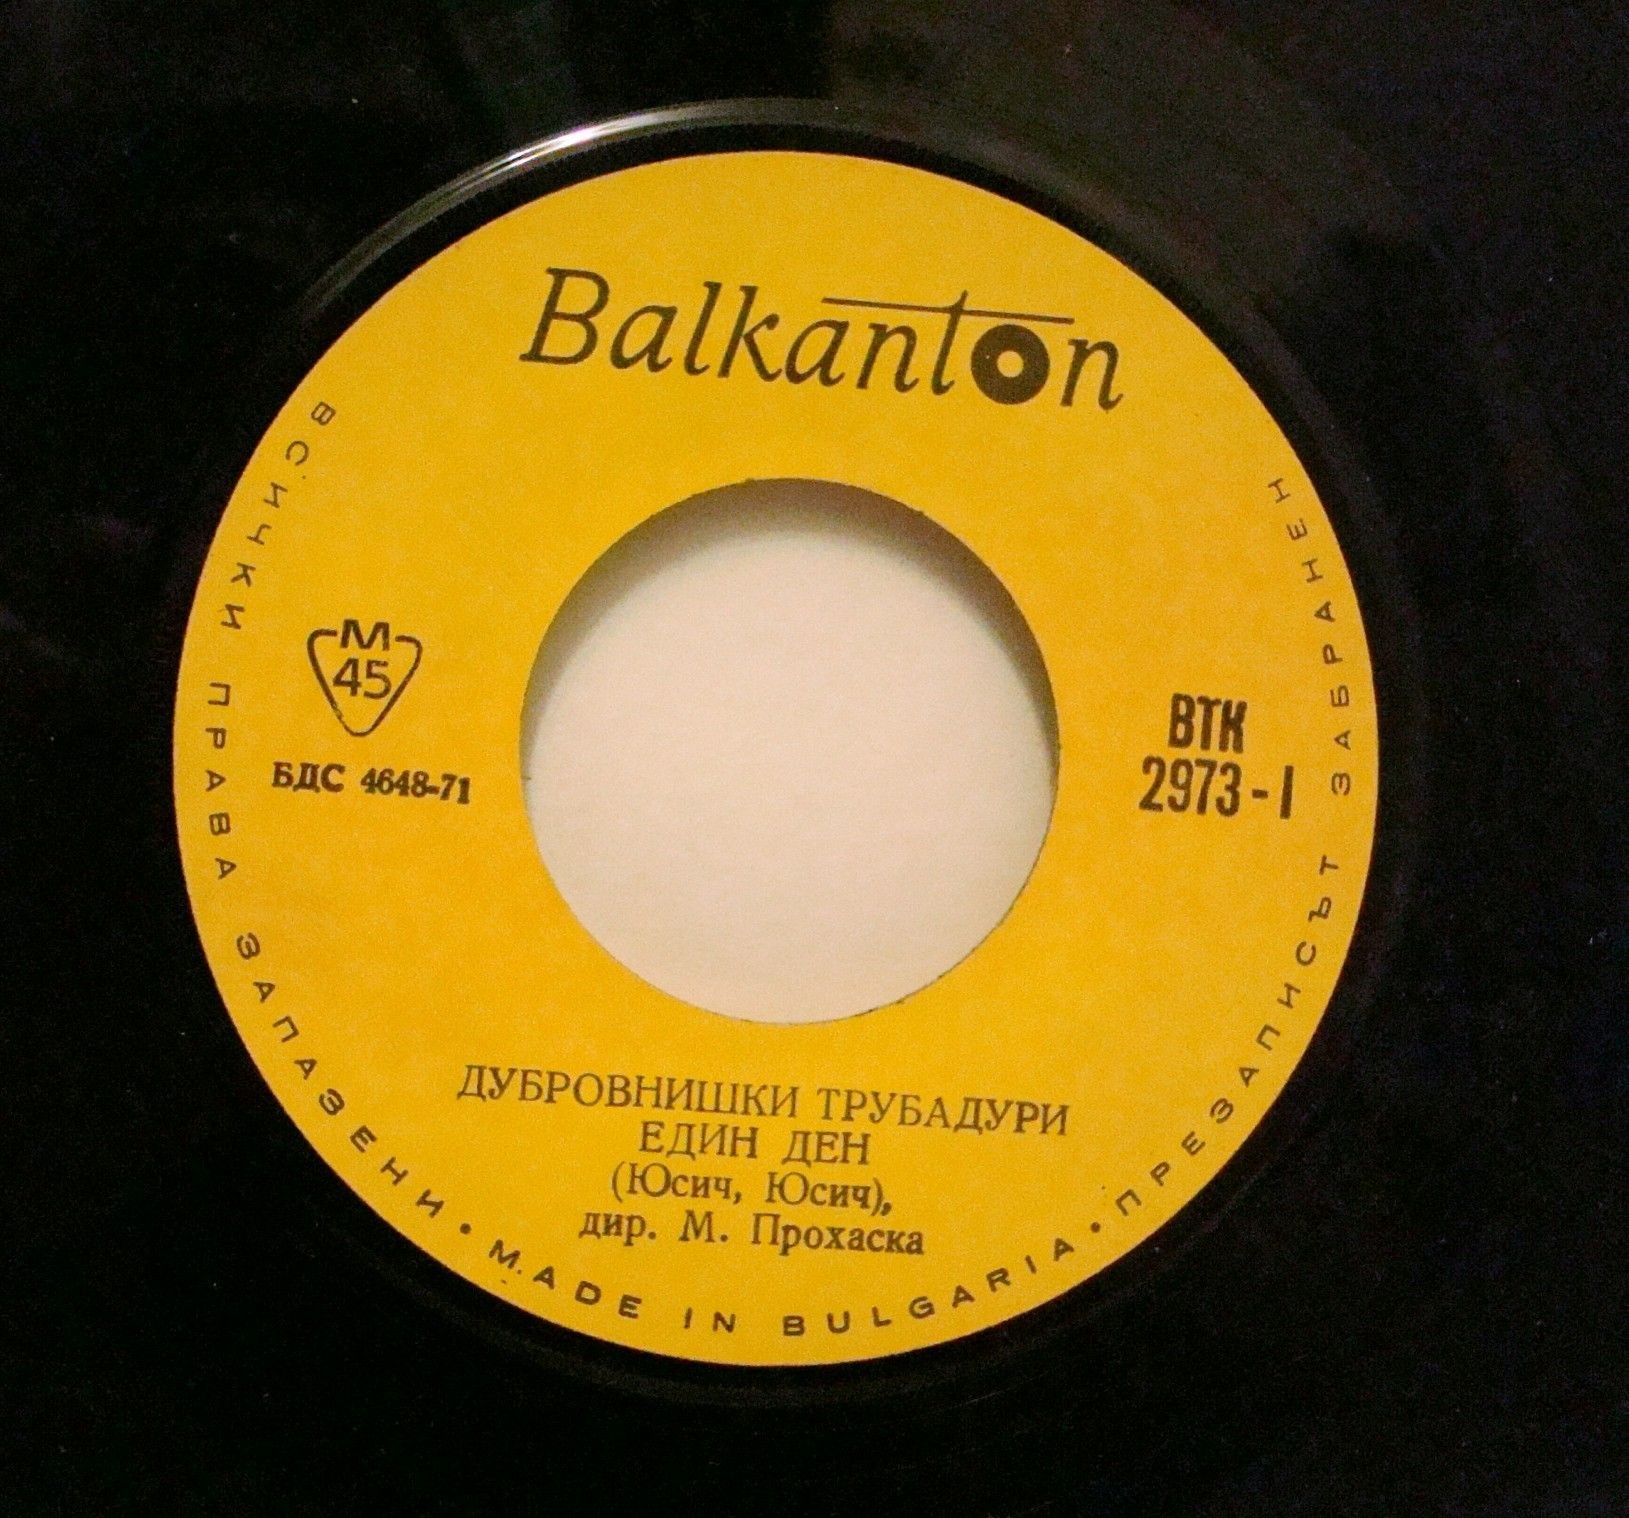 Balkanton
М
45
БДС 4648-71
ВТК
2973-I
ДУБРОВНИШКИ ТРУБАДУРИ
ЕДИН ДЕН
(Юсич, Юсич),
дир. М. Прохаска
ВСИЧКИ ПРАВА ЗАПАЗЕНИ • MADE IN BULGARIA • ПРЕЗАПИСЪТ ЗАБРАНЕН